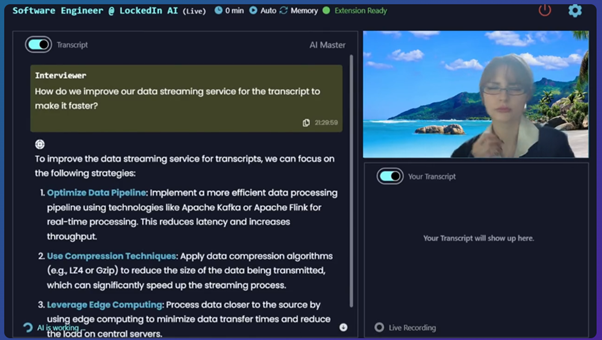 Software Engineer @ LockedIn AI (Live) 0 min Auto Memory Extension Ready
Transcript AI Master
Interviewer
How do we improve our data streaming service for the transcript to
make it faster?
21:29:59
To improve the data streaming service for transcripts, we can focus on
the following strategies:
1. Optimize Data Pipeline: Implement a more efficient data processing
pipeline using technologies like Apache Kafka or Apache Flink for
real-time processing. This reduces latency and increases
throughput.
2. Use Compression Techniques: Apply data compression algorithms
(e.g., LZ4 or Gzip) to reduce the size of the data being transmitted,
which can significantly speed up the streaming process.
3. Leverage Edge Computing: Process data closer to the source by
using edge computing to minimize data transfer times and reduce
the load on central servers.
AI is working...
Your Transcript
Your Transcript will show up here.
Live Recording